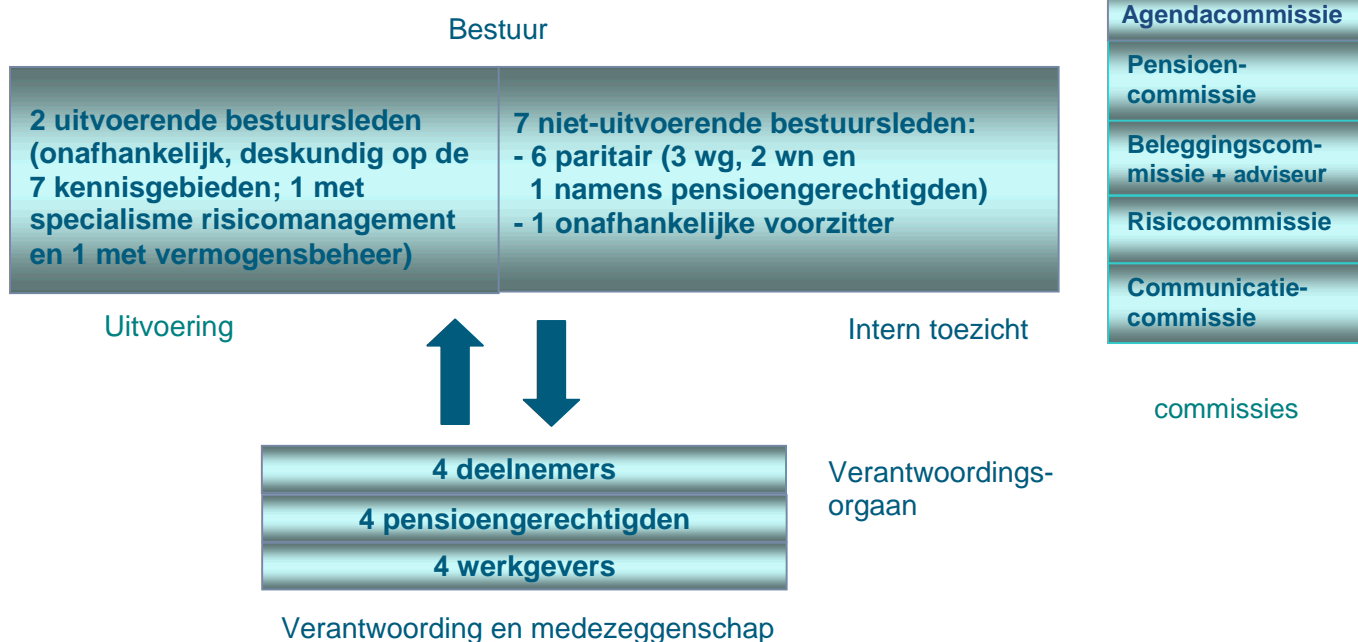 Bestuur
2 uitvoerende bestuursleden
(onafhankelijk, deskundig op de
7 kennisgebieden; 1 met
specialisme risicomanagement
en 1 met vermogensbeheer)
7 niet-uitvoerende bestuursleden:
- 6 paritair (3 wg, 2 wn en
1 namens pensioengerechtigden)
- 1 onafhankelijke voorzitter
Uitvoering
Intern toezicht
4 deelnemers
4 pensioengerechtigden
4 werkgevers
Verantwoordings-
orgaan
Verantwoording en medezeggenschap
Agendacommissie
Pensioen-
commissie
Beleggingscom-
missie + adviseur
Risicocommissie
Communicatie-
commissie
commissies